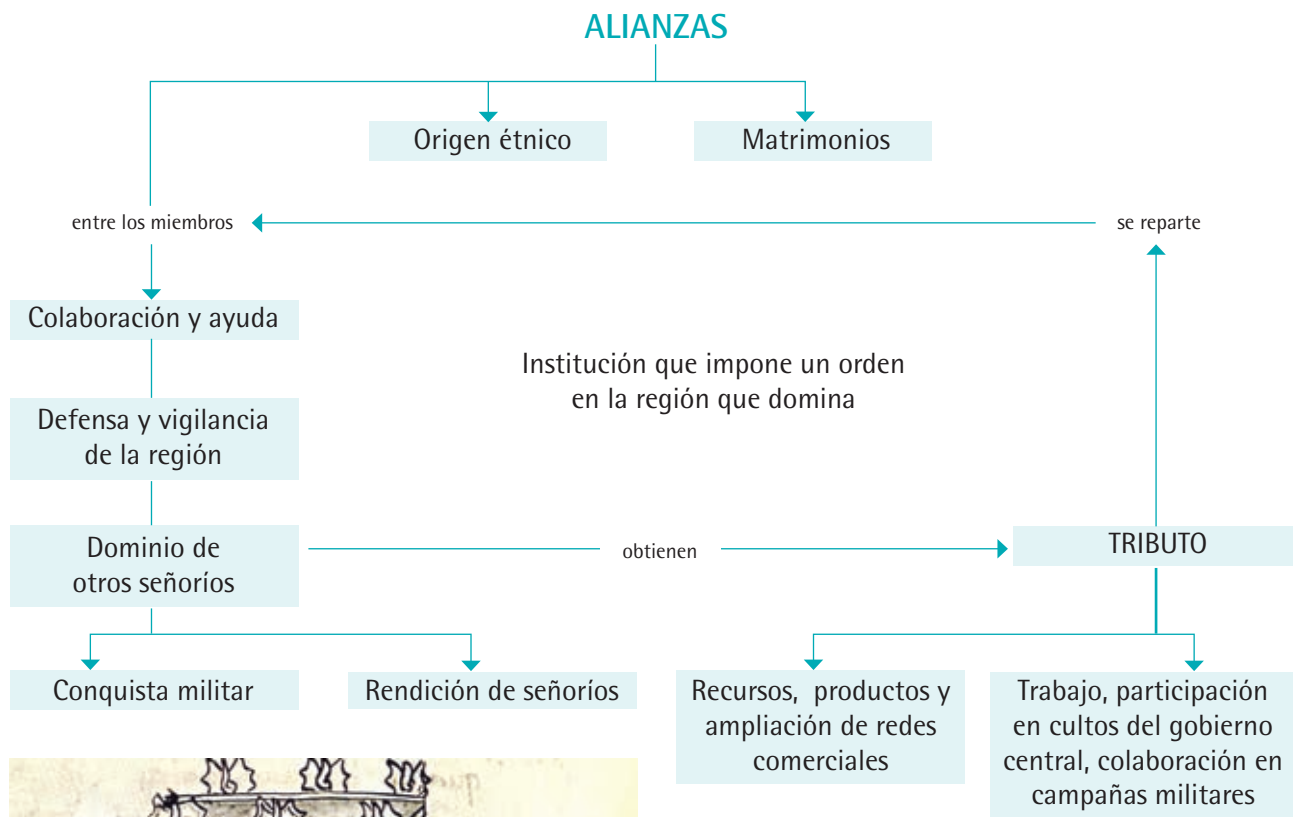 ALIANZAS
Origen étnico
Matrimonios
entre los miembros
se reparte
Colaboración y ayuda
Institución que impone un orden
en la región que domina
Defensa y vigilancia
de la región
Dominio de
otros señoríos
obtienen
TRIBUTO
Conquista militar
Rendición de señoríos
Recursos, productos y
ampliación de redes
comerciales
Trabajo, participación
en cultos del gobierno
central, colaboración en
campañas militares